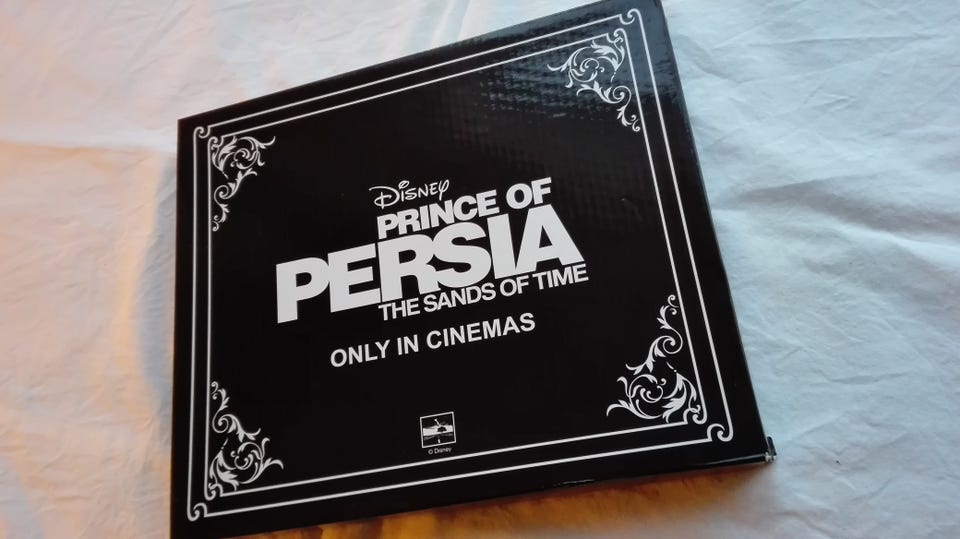 Disney
PRINCE OF
PERSIA
THE SANDS OF TIME
ONLY IN CINEMAS
© Disney